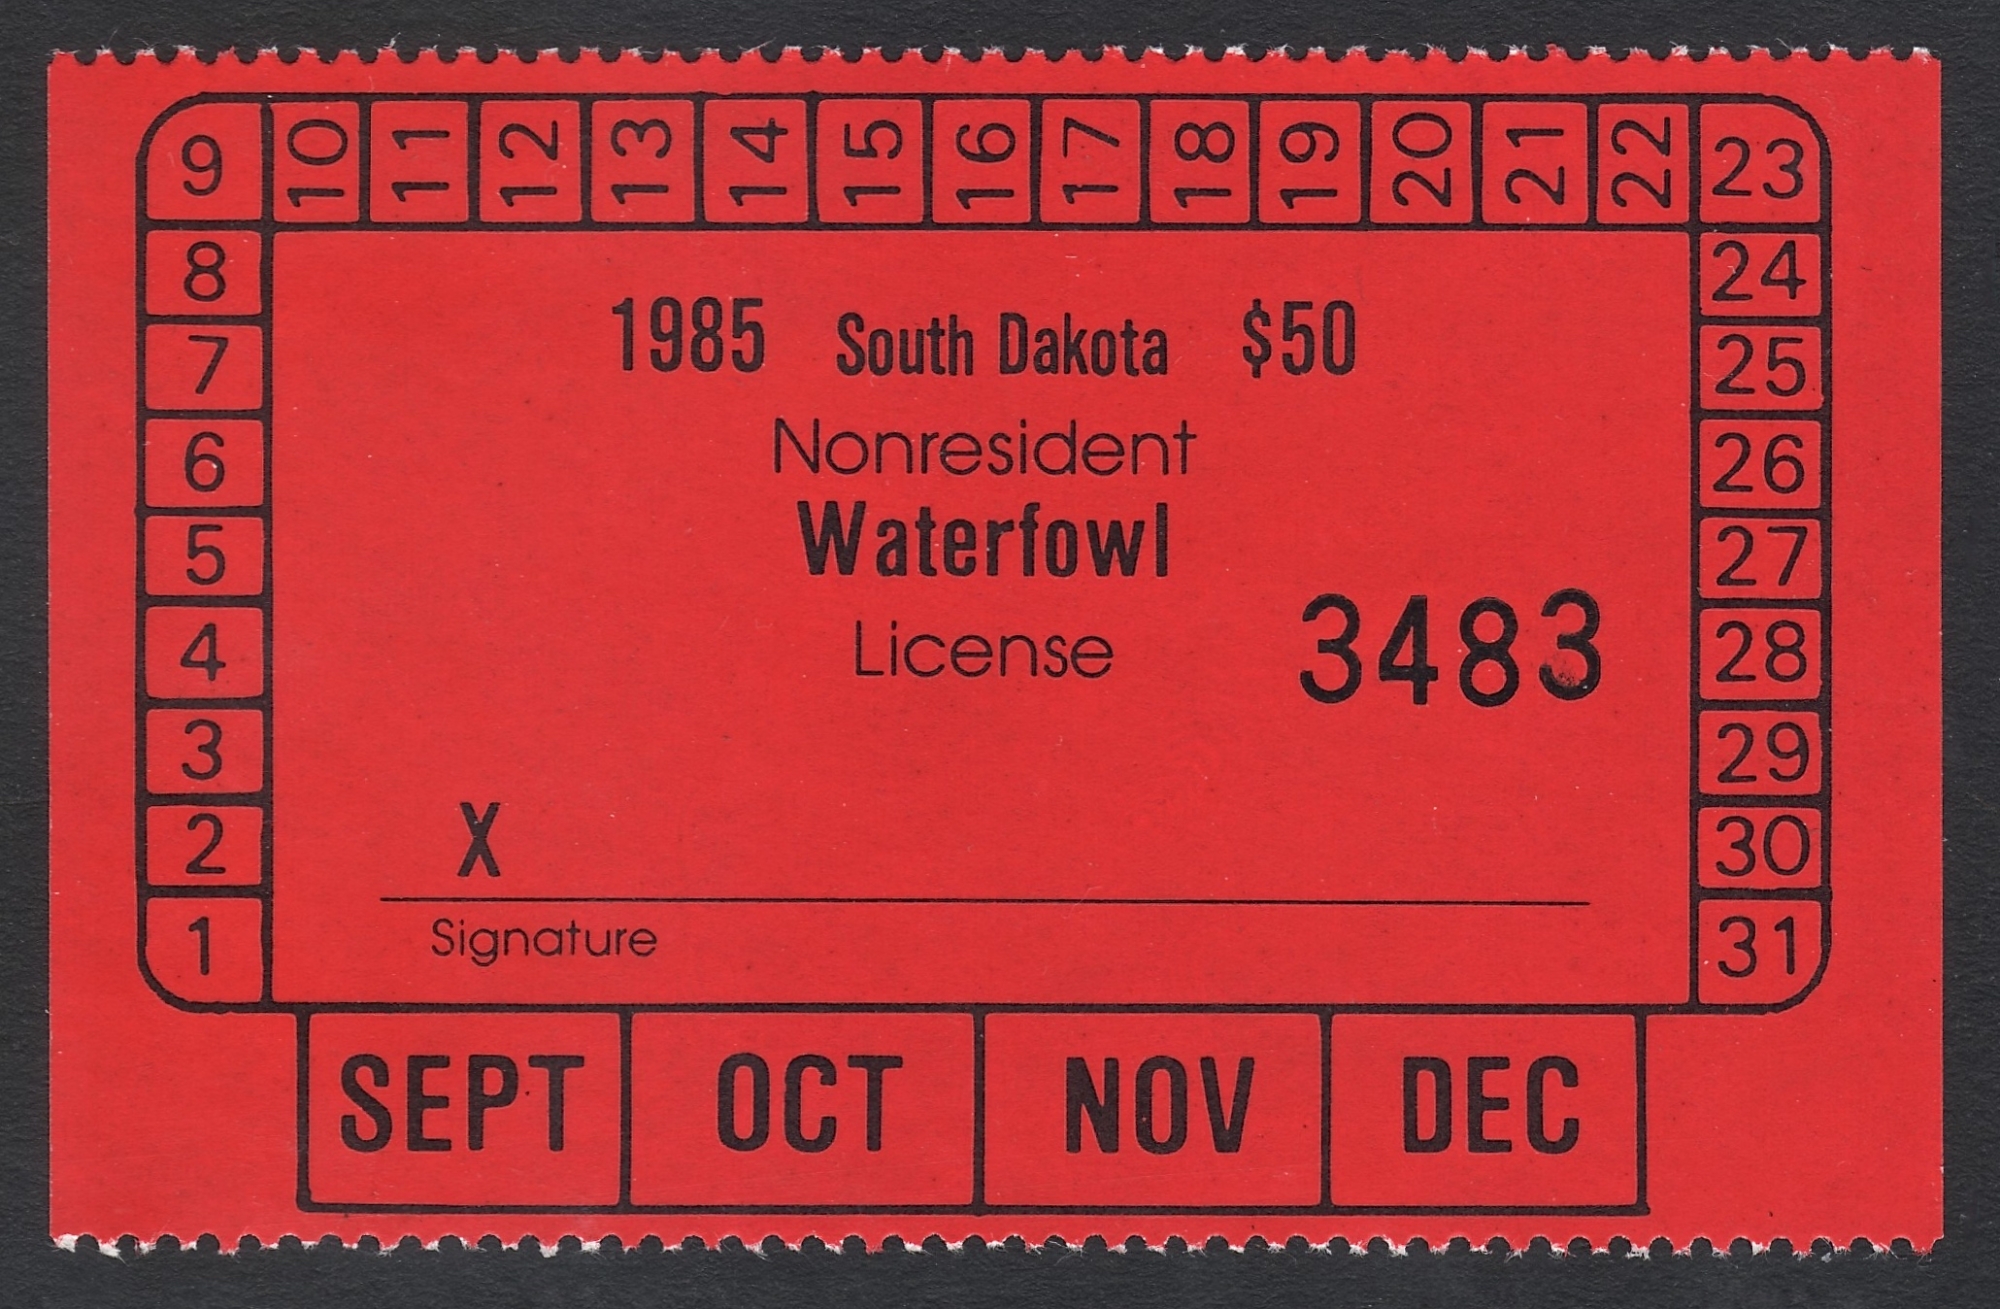 9 10 11 12 13 14 15 16 17 18 19 20 21 22 23
8 24
7 25
6 26
5 27
4 28
3 29
2 30
1 31
1985 South Dakota $50
Nonresident
Waterfowl
License
3483
X
Signature
SEPT OCT NOV DEC